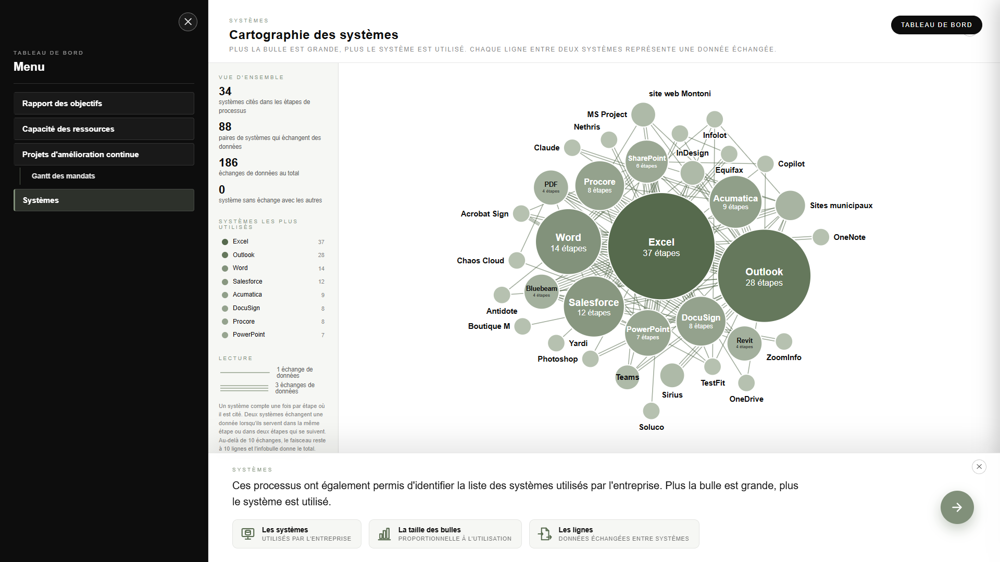 TABLEAU DE BORD
Menu
Rapport des objectifs
Capacité des ressources
Projets d'amélioration continue
Gantt des mandats
Systèmes
SYSTÈMES
Cartographie des systèmes
PLUS LA BULLE EST GRANDE, PLUS LE SYSTÈME EST UTILISÉ. CHAQUE LIGNE ENTRE DEUX SYSTÈMES REPRÉSENTE UNE DONNÉE ÉCHANGÉE.
TABLEAU DE BORD
VUE D'ENSEMBLE
34
systèmes cités dans les étapes de
processus
88
paires de systèmes qui échangent des
données
186
échanges de données au total
0
système sans échange avec les autres
SYSTÈMES LES PLUS
UTILISÉS
Excel 37
Outlook 28
Word 14
Salesforce 12
Acumatica 9
DocuSign 8
Procore 8
PowerPoint 7
LECTURE
1 échange de
données
3 échanges de
données
Un système compte une fois par étape où
il est cité. Deux systèmes échangent une
donnée lorsqu'ils servent dans la même
étape ou dans deux étapes qui se suivent.
Au-delà de 10 échanges, le faisceau reste
à 10 lignes et l'infobulle donne le total.
site web Montoni
MS Project
Nethris
Infolot
Claude
InDesign
SharePoint
6 étapes
Copilot
Equifax
Procore
8 étapes
PDF
4 étapes
Acumatica
9 étapes
Sites municipaux
Acrobat Sign
Word
14 étapes
OneNote
Excel
37 étapes
Chaos Cloud
Outlook
28 étapes
Bluebeam
4 étapes
Salesforce
12 étapes
Antidote
DocuSign
8 étapes
Boutique M
PowerPoint
7 étapes
Revit
4 étapes
Yardi
ZoomInfo
Photoshop
Teams
TestFit
Sirius
OneDrive
Soluco
SYSTÈMES
Ces processus ont également permis d'identifier la liste des systèmes utilisés par l'entreprise. Plus la bulle est grande, plus
le système est utilisé.
Les systèmes
UTILISÉS PAR L'ENTREPRISE
La taille des bulles
PROPORTIONNELLE À L'UTILISATION
Les lignes
DONNÉES ÉCHANGÉES ENTRE SYSTÈMES